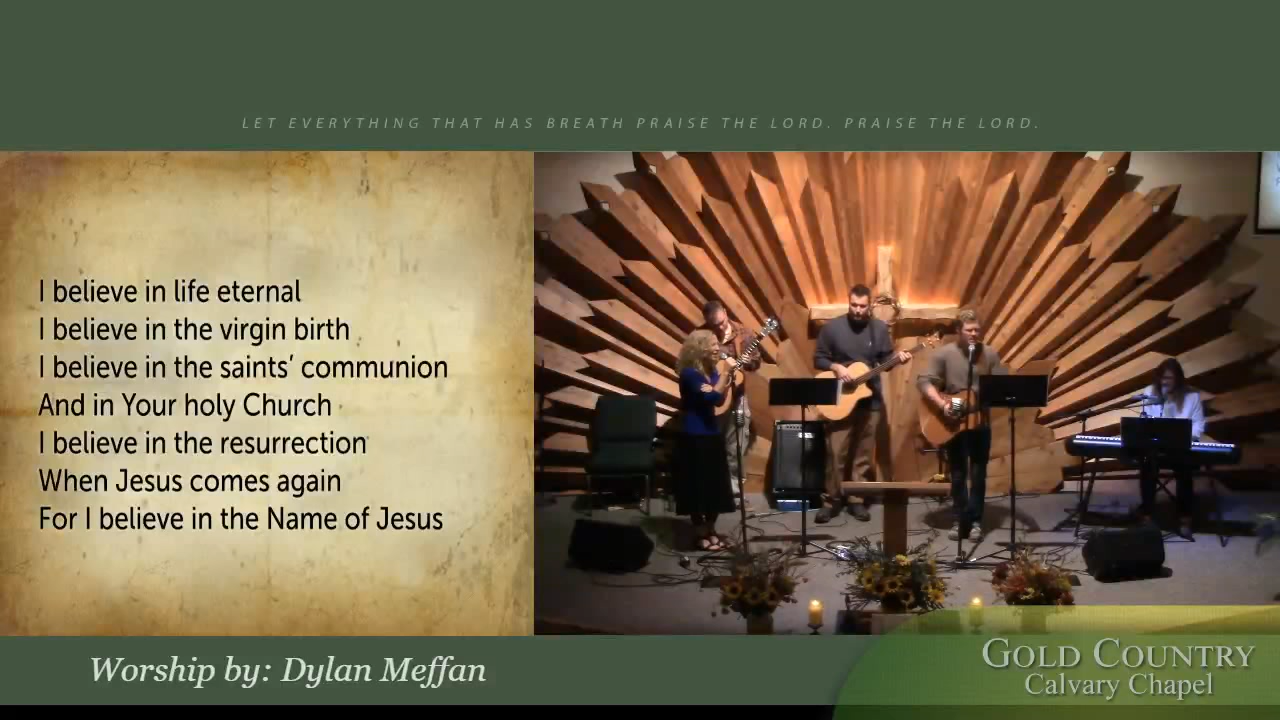 LET EVERYTHING THAT HAS BREATH PRAISE THE LORD. PRAISE THE LORD.
I believe in life eternal
I believe in the virgin birth
I believe in the saints' communion
And in Your holy Church
I believe in the resurrection
When Jesus comes again
For I believe in the Name of Jesus
Worship by: Dylan Meffan
GOLD COUNTRY
Calvary Chapel